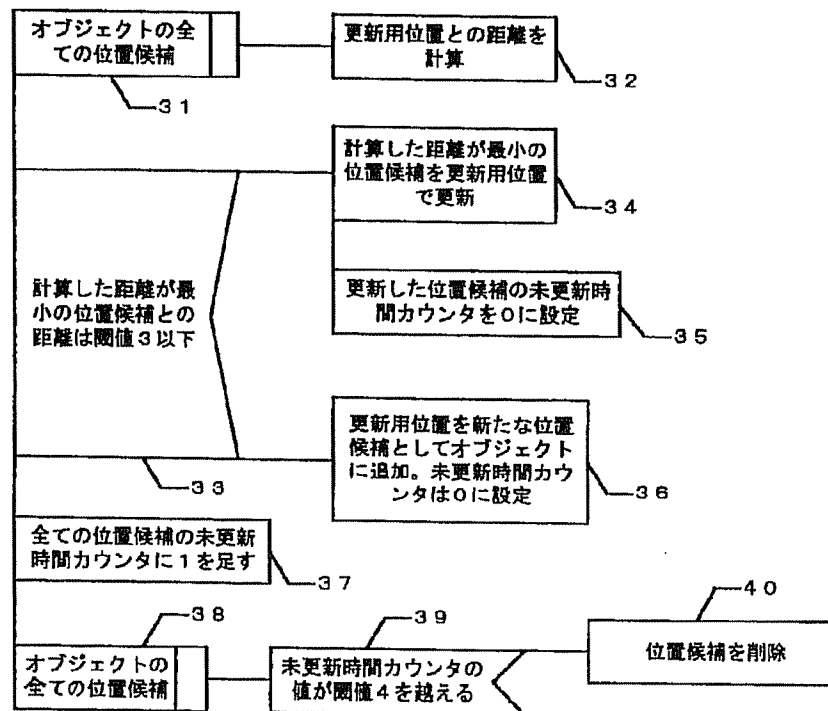 オブジェクトの全
ての位置候補
31
更新用位置との距離を
計算
32
計算した距離が最小の
位置候補を更新用位置
で更新
34
計算した距離が最
小の位置候補との
距離は閾値3以下
33
更新した位置候補の未更新時
間カウンタを0に設定
35
更新用位置を新たな位置
候補としてオブジェクト
に追加。未更新時間カウ
ンタは0に設定
36
全ての位置候補の未更新
時間カウンタに1を足す
37
38
オブジェクトの
全ての位置候補
39
未更新時間カウンタの
値が閾値4を越える
40
位置候補を削除